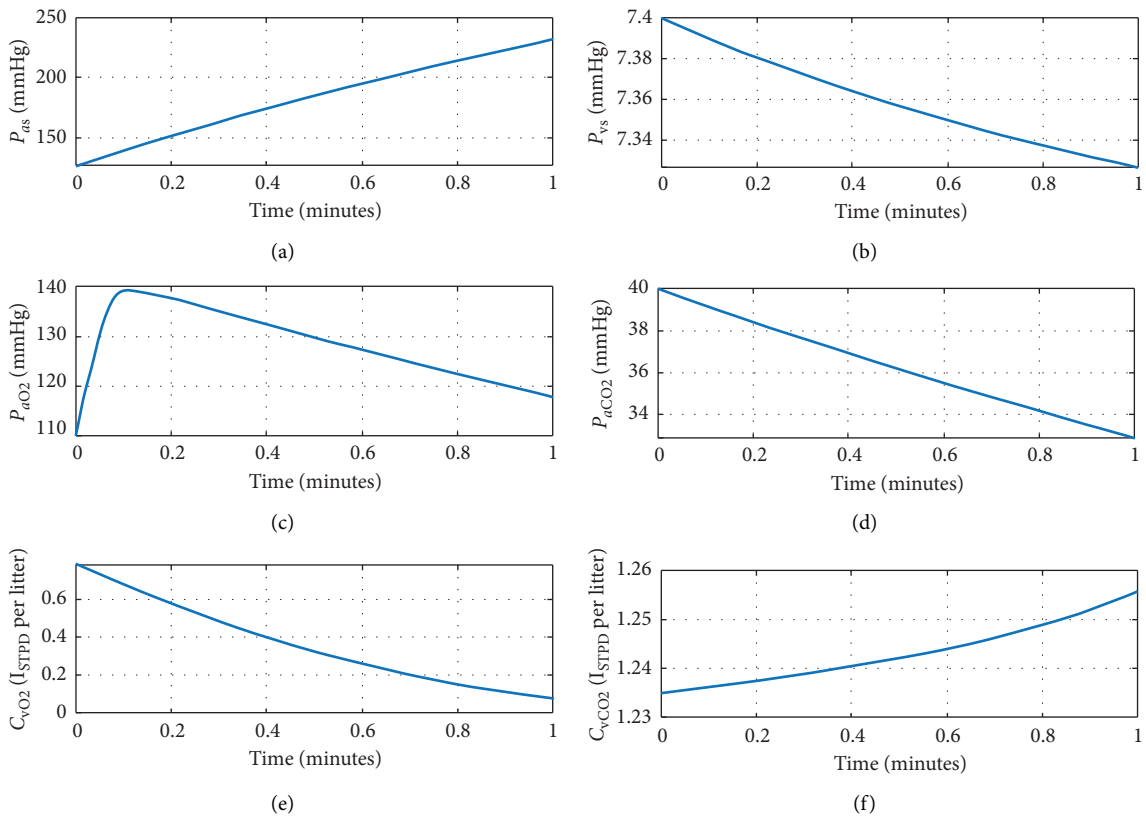 250
200
150
P_as (mmHg)
0 0.2 0.4 0.6 0.8 1
Time (minutes)
(a)
7.4
7.38
7.36
7.34
P_vs (mmHg)
0 0.2 0.4 0.6 0.8 1
Time (minutes)
(b)
140
130
120
110
P_aO2 (mmHg)
0 0.2 0.4 0.6 0.8 1
Time (minutes)
(c)
40
38
36
34
P_aCO2 (mmHg)
0 0.2 0.4 0.6 0.8 1
Time (minutes)
(d)
0.6
0.4
0.2
0
C_vO2 (I_STPD per litter)
0 0.2 0.4 0.6 0.8 1
Time (minutes)
(e)
1.26
1.25
1.24
1.23
C_vCO2 (I_STPD per litter)
0 0.2 0.4 0.6 0.8 1
Time (minutes)
(f)